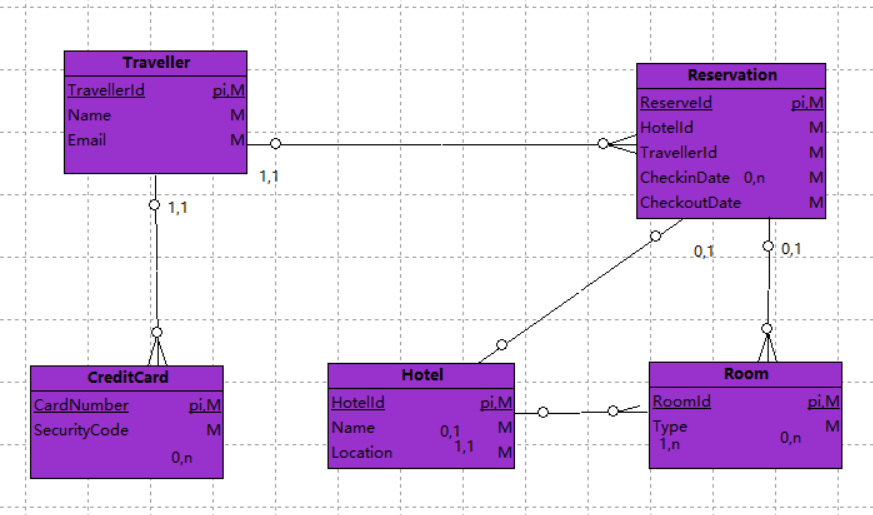 Traveller
TravellerId pi,M
Name M
Email M
1,1
1,1
Reservation
ReserveId pi,M
HotelId M
TravellerId M
CheckinDate 0,n M
CheckoutDate M
0,1
0,1
CreditCard
CardNumber pi,M
SecurityCode M
0,n
Hotel
HotelId pi,M
Name 0,1 M
Location 1,1 M
Room
RoomId pi,M
Type M
1,n 0,n